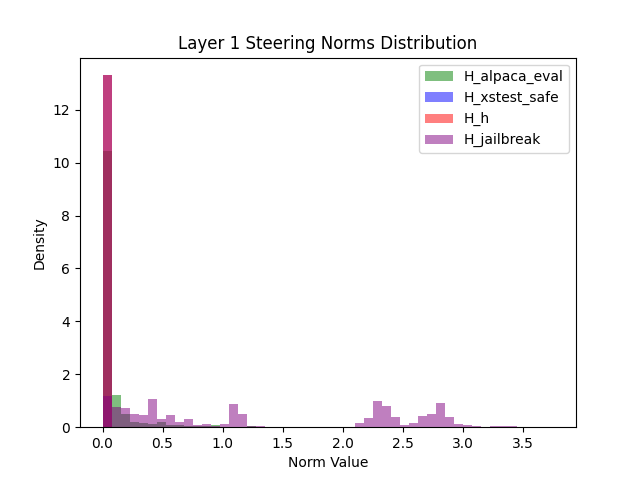 Layer 1 Steering Norms Distribution
H_alpaca_eval
H_xstest_safe
H_h
H_jailbreak
Density
12
10
8
6
4
2
0
0.0 0.5 1.0 1.5 2.0 2.5 3.0 3.5
Norm Value